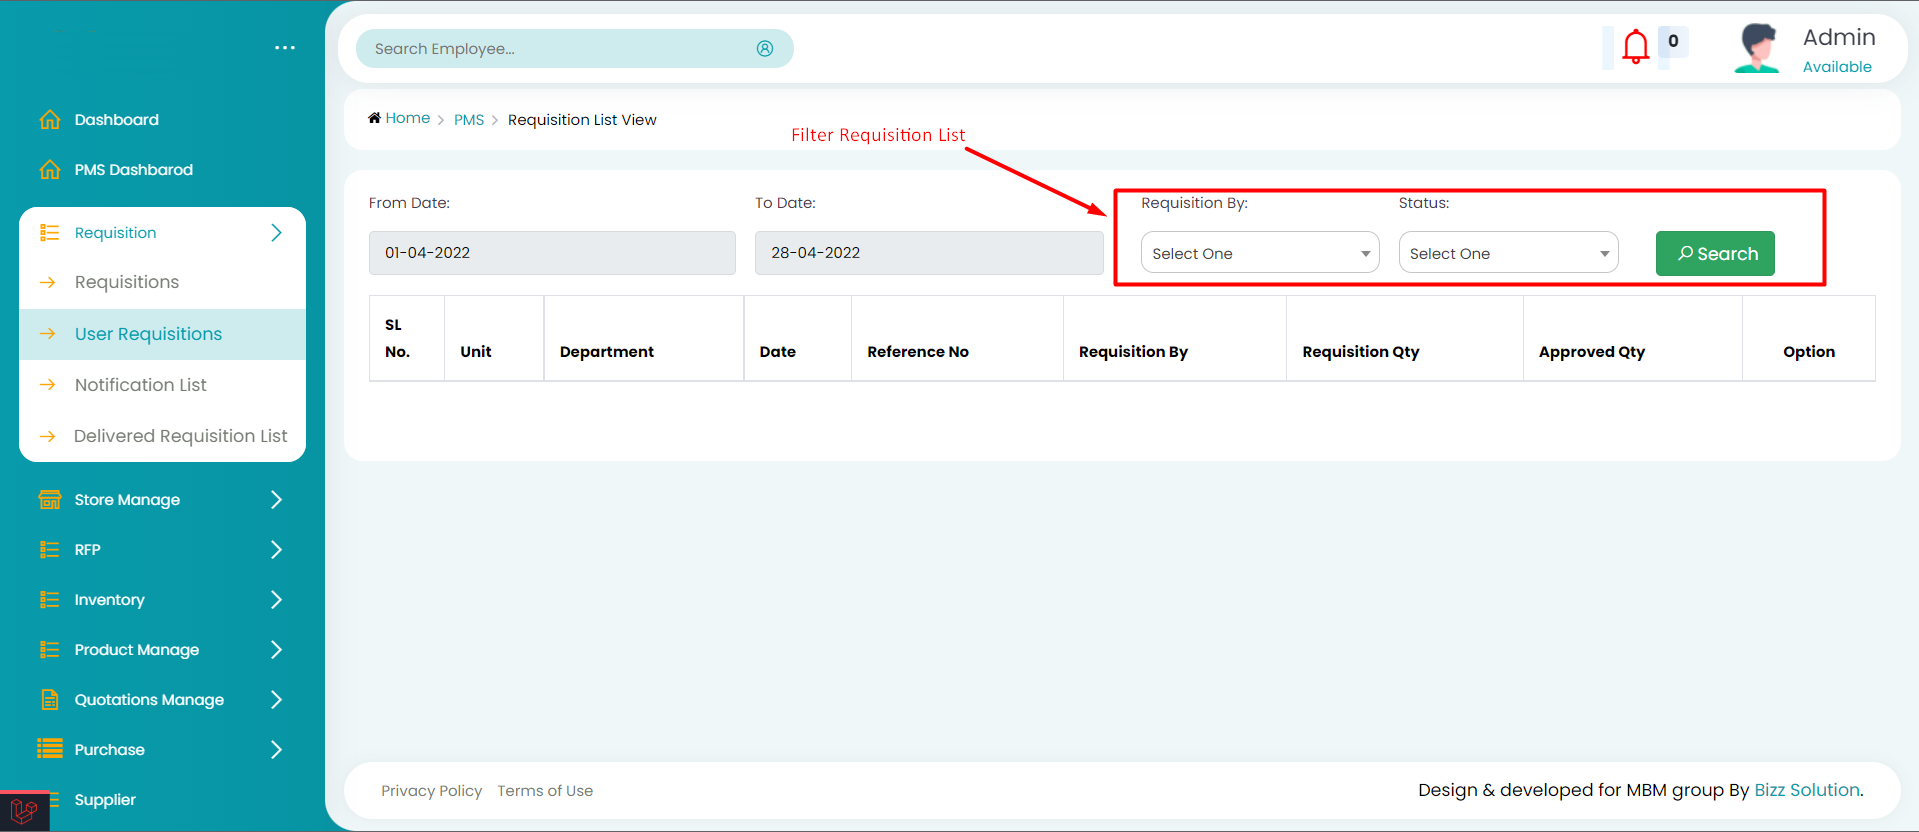 ...
Search Employee...
0
Admin
Available
Dashboard
PMS Dashbarod
Requisition
Requisitions
User Requisitions
Notification List
Delivered Requisition List
Store Manage
RFP
Inventory
Product Manage
Quotations Manage
Purchase
Supplier
Home > PMS > Requisition List View
Filter Requisition List
From Date:
To Date:
Requisition By:
Status:
01-04-2022
28-04-2022
Select One
Select One
Search
SL No.
Unit
Department
Date
Reference No
Requisition By
Requisition Qty
Approved Qty
Option
Privacy Policy
Terms of Use
Design & developed for MBM group By Bizz Solution.